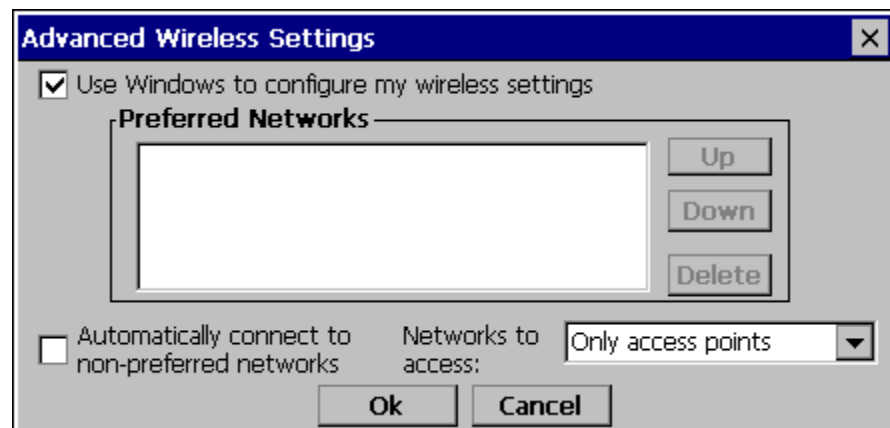 Advanced Wireless Settings
Use Windows to configure my wireless settings
Preferred Networks
Up
Down
Delete
Automatically connect to
non-preferred networks
Networks to
access:
Only access points
Ok
Cancel